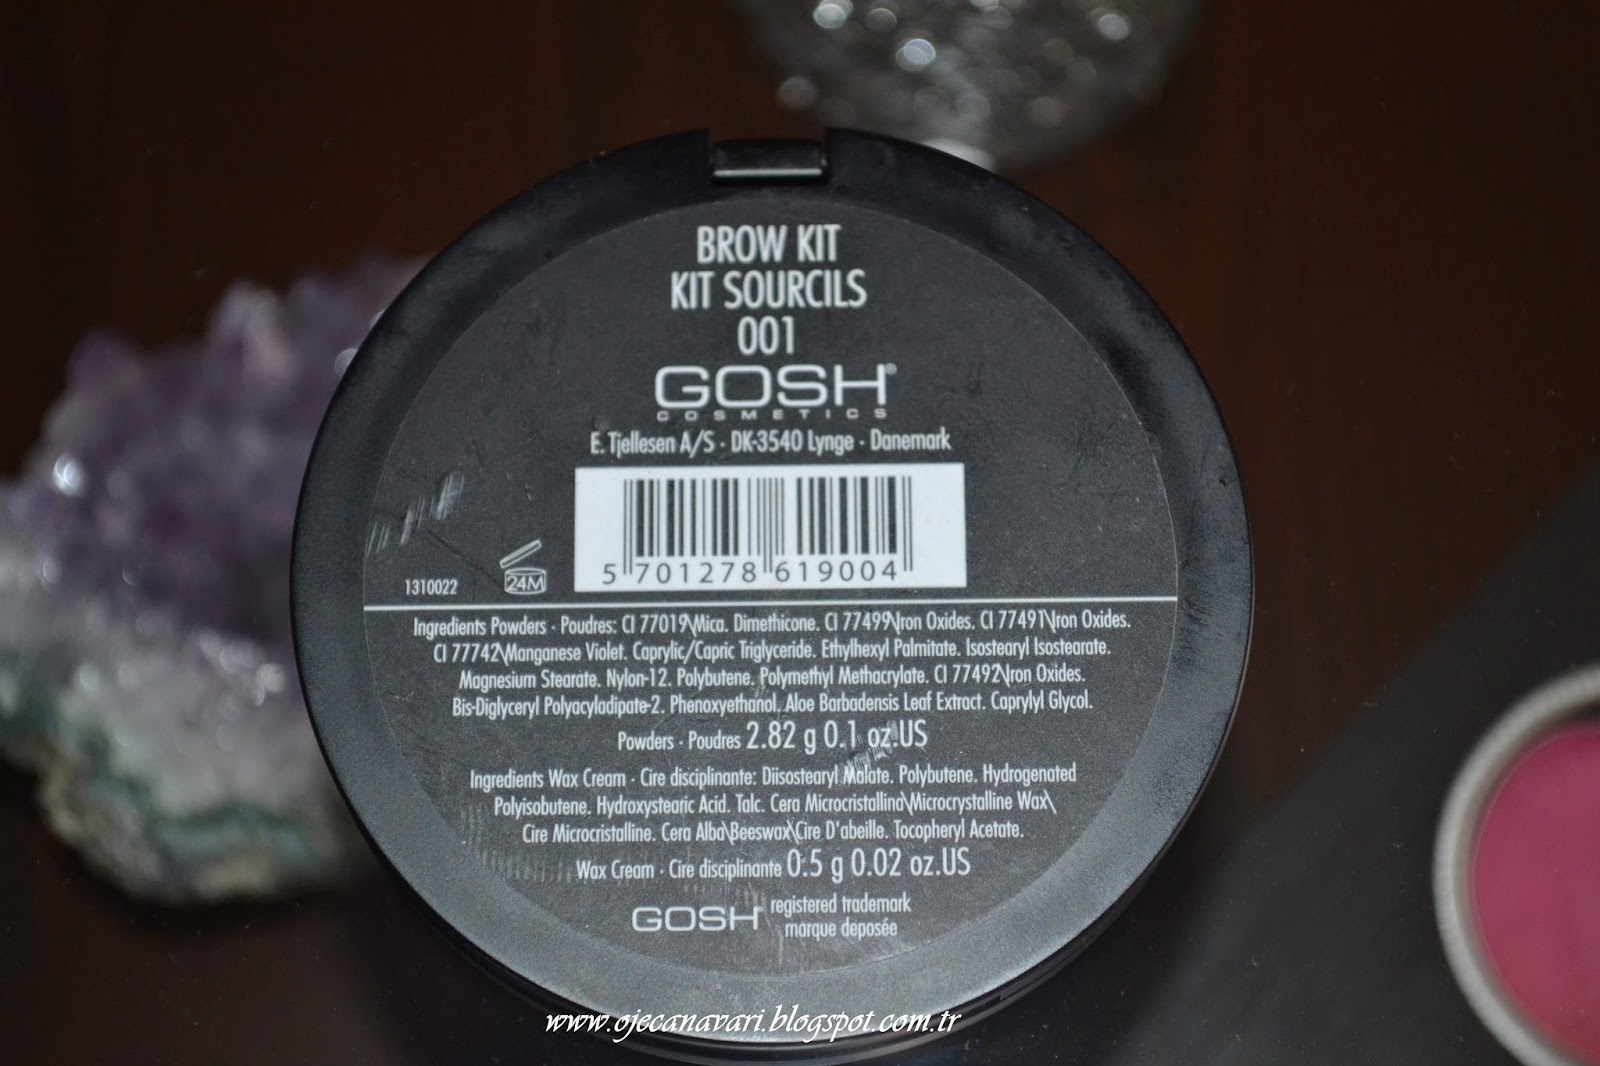 BROW KIT
KIT SOURCILS
001
GOSH®
COSMETICS
E. Tjellesen A/S · DK-3540 Lynge · Danemark
5 701278 619004
1310022
24M
Ingredients Powders · Poudres: CI 77019\Mica. Dimethicone. CI 77499\Iron Oxides. CI 77491\Iron Oxides.
CI 77742\Manganese Violet. Caprylic/Capric Triglyceride. Ethylhexyl Palmitate. Isostearyl Isostearate.
Magnesium Stearate. Nylon-12. Polybutene. Polymethyl Methacrylate. CI 77492\Iron Oxides.
Bis-Diglyceryl Polyacyladipate-2. Phenoxyethanol. Aloe Barbadensis Leaf Extract. Caprylyl Glycol.
Powders · Poudres 2.82 g 0.1 oz.US
Ingredients Wax Cream · Cire disciplinante: Diisostearyl Malate. Polybutene. Hydrogenated
Polyisobutene. Hydroxystearic Acid. Talc. Cera Microcristallina\Microcrystalline Wax\
Cire Microcristalline. Cera Alba\Beeswax\Cire D'abeille. Tocopheryl Acetate.
Wax Cream · Cire disciplinante 0.5 g 0.02 oz.US
GOSH® registered trademark
marque deposée
www.ojecanavari.blogspot.com.tr